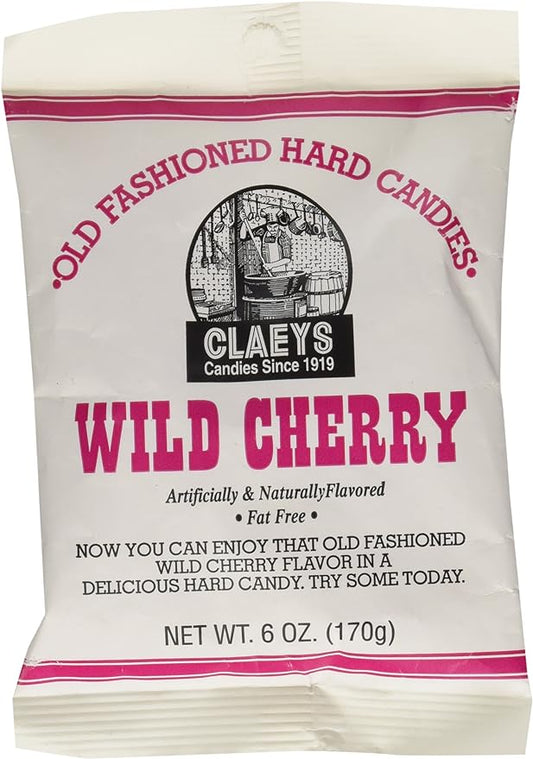 •OLD FASHIONED HARD CANDIES•
CLAEYS
Candies Since 1919
WILD CHERRY
Artificially & NaturallyFlavored
• Fat Free •
NOW YOU CAN ENJOY THAT OLD FASHIONED
WILD CHERRY FLAVOR IN A
DELICIOUS HARD CANDY. TRY SOME TODAY.
NET WT. 6 OZ. (170g)